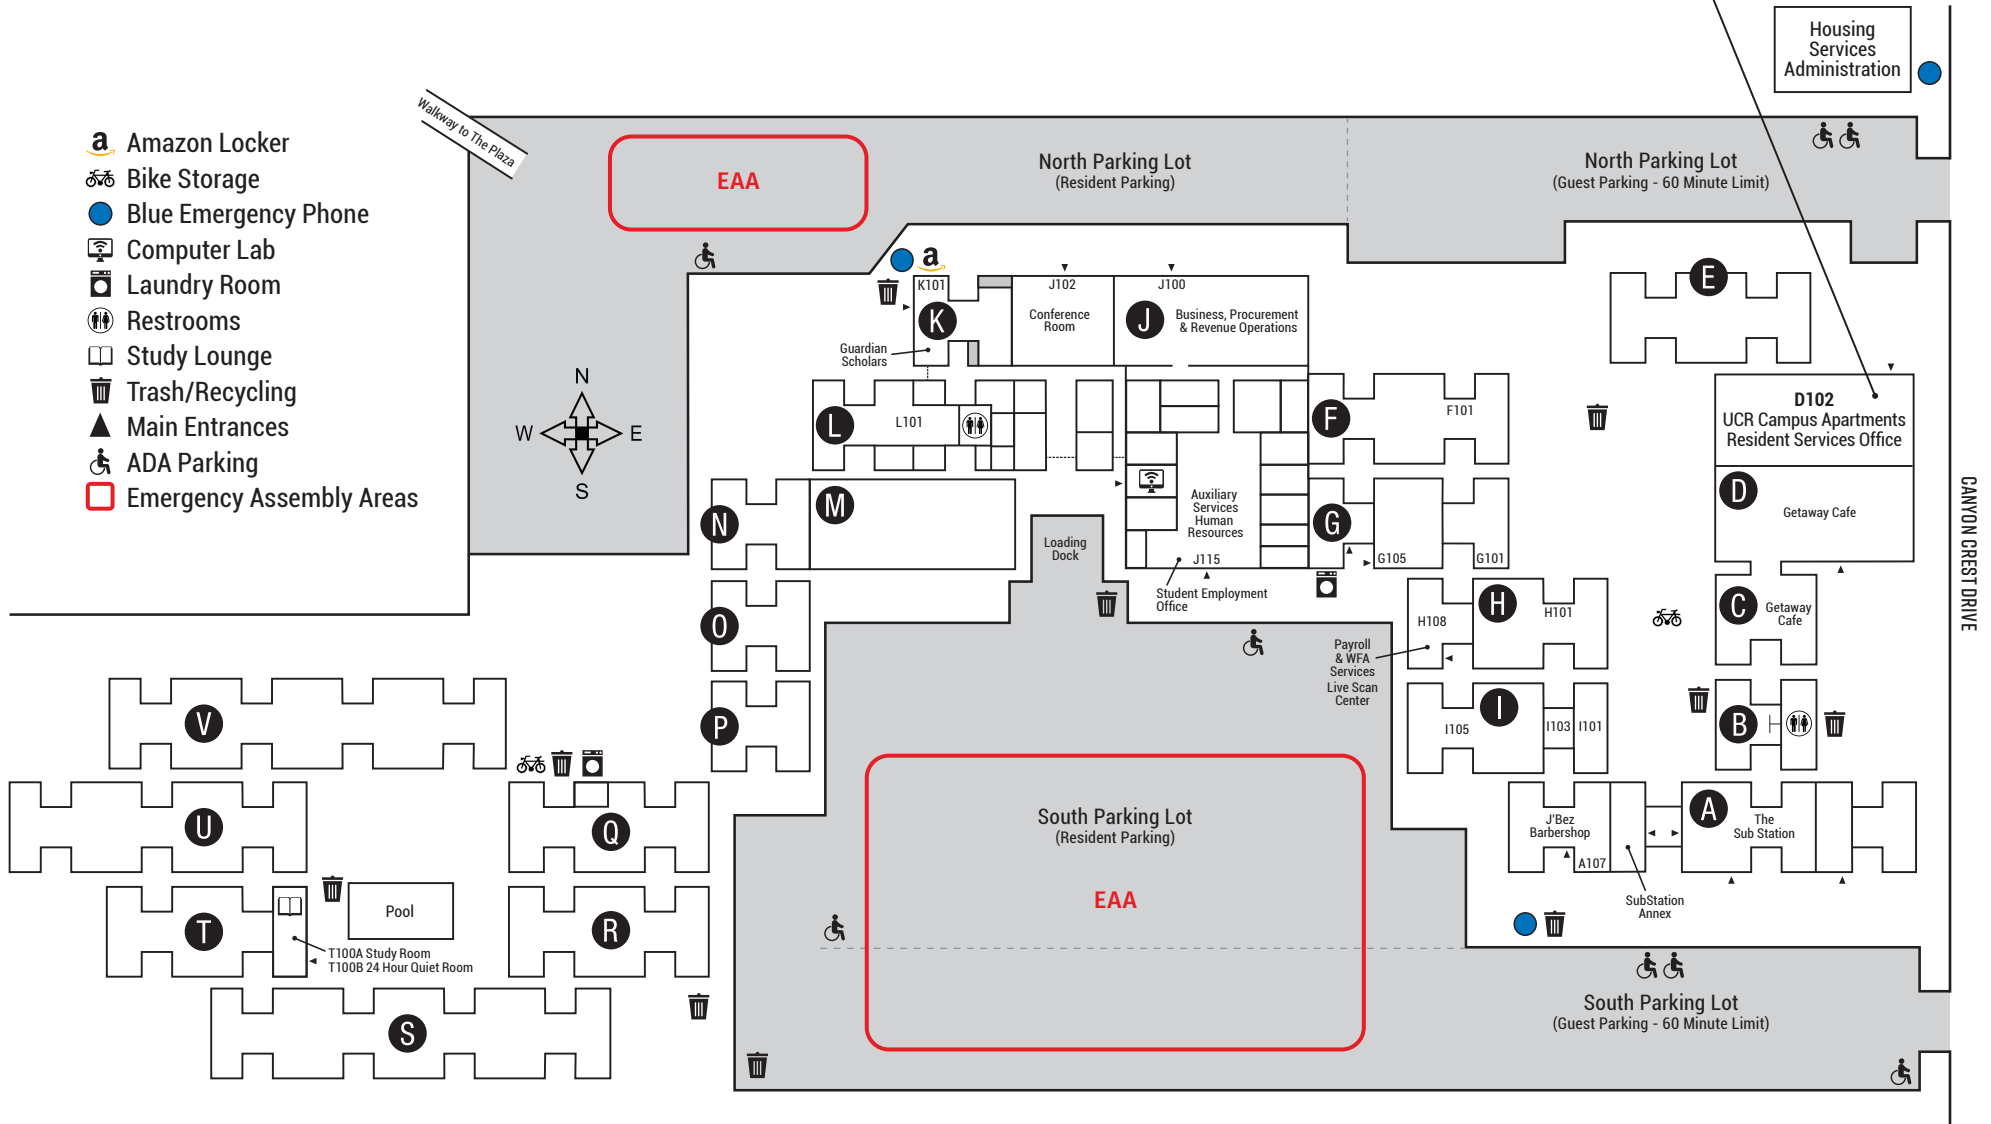 Housing
Services
Administration
Walkway to The Plaza
a Amazon Locker
Bike Storage
Blue Emergency Phone
Computer Lab
Laundry Room
Restrooms
Study Lounge
Trash/Recycling
Main Entrances
ADA Parking
Emergency Assembly Areas
EAA
North Parking Lot
(Resident Parking)
North Parking Lot
(Guest Parking - 60 Minute Limit)
N
W
E
S
a
K101
K
Guardian
Scholars
J102
Conference
Room
J100
J
Business, Procurement
& Revenue Operations
E
L
L101
F
F101
D102
UCR Campus Apartments
Resident Services Office
D
Getaway Cafe
CANYON CREST DRIVE
N
M
Loading
Dock
Auxiliary
Services
Human
Resources
J115
Student Employment
Office
G
G105
G101
O
H
H108
H101
Payroll
& WFA
Services
Live Scan
Center
C
Getaway
Cafe
P
I
I105
I103
I101
B
V
U
Q
South Parking Lot
(Resident Parking)
EAA
J'Bez
Barbershop
A107
A
The
Sub Station
SubStation
Annex
T
Pool
T100A Study Room
T100B 24 Hour Quiet Room
R
S
South Parking Lot
(Guest Parking - 60 Minute Limit)